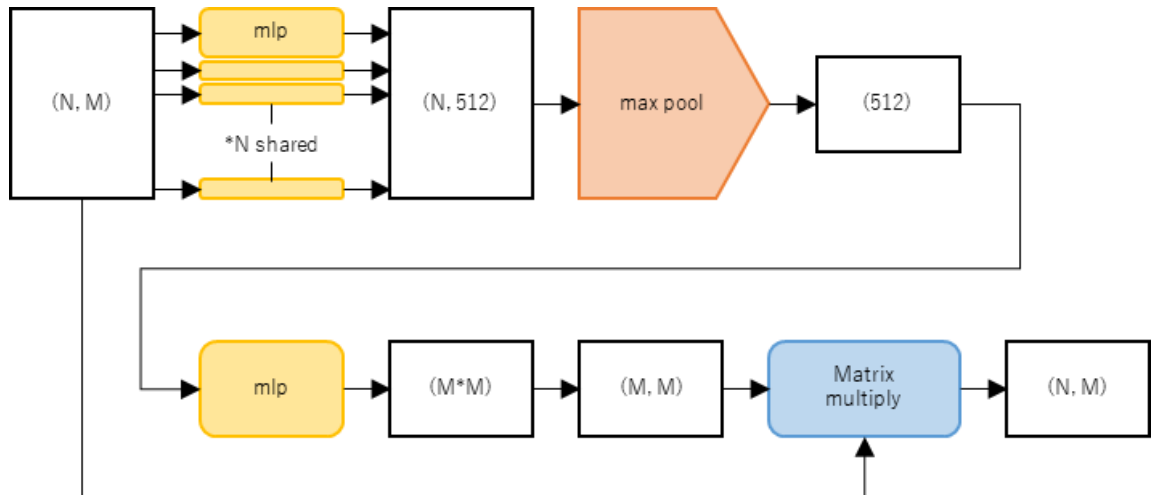 mlp
(N, M)
*N shared
(N, 512)
max pool
(512)
mlp
(M*M)
(M, M)
Matrix
multiply
(N, M)